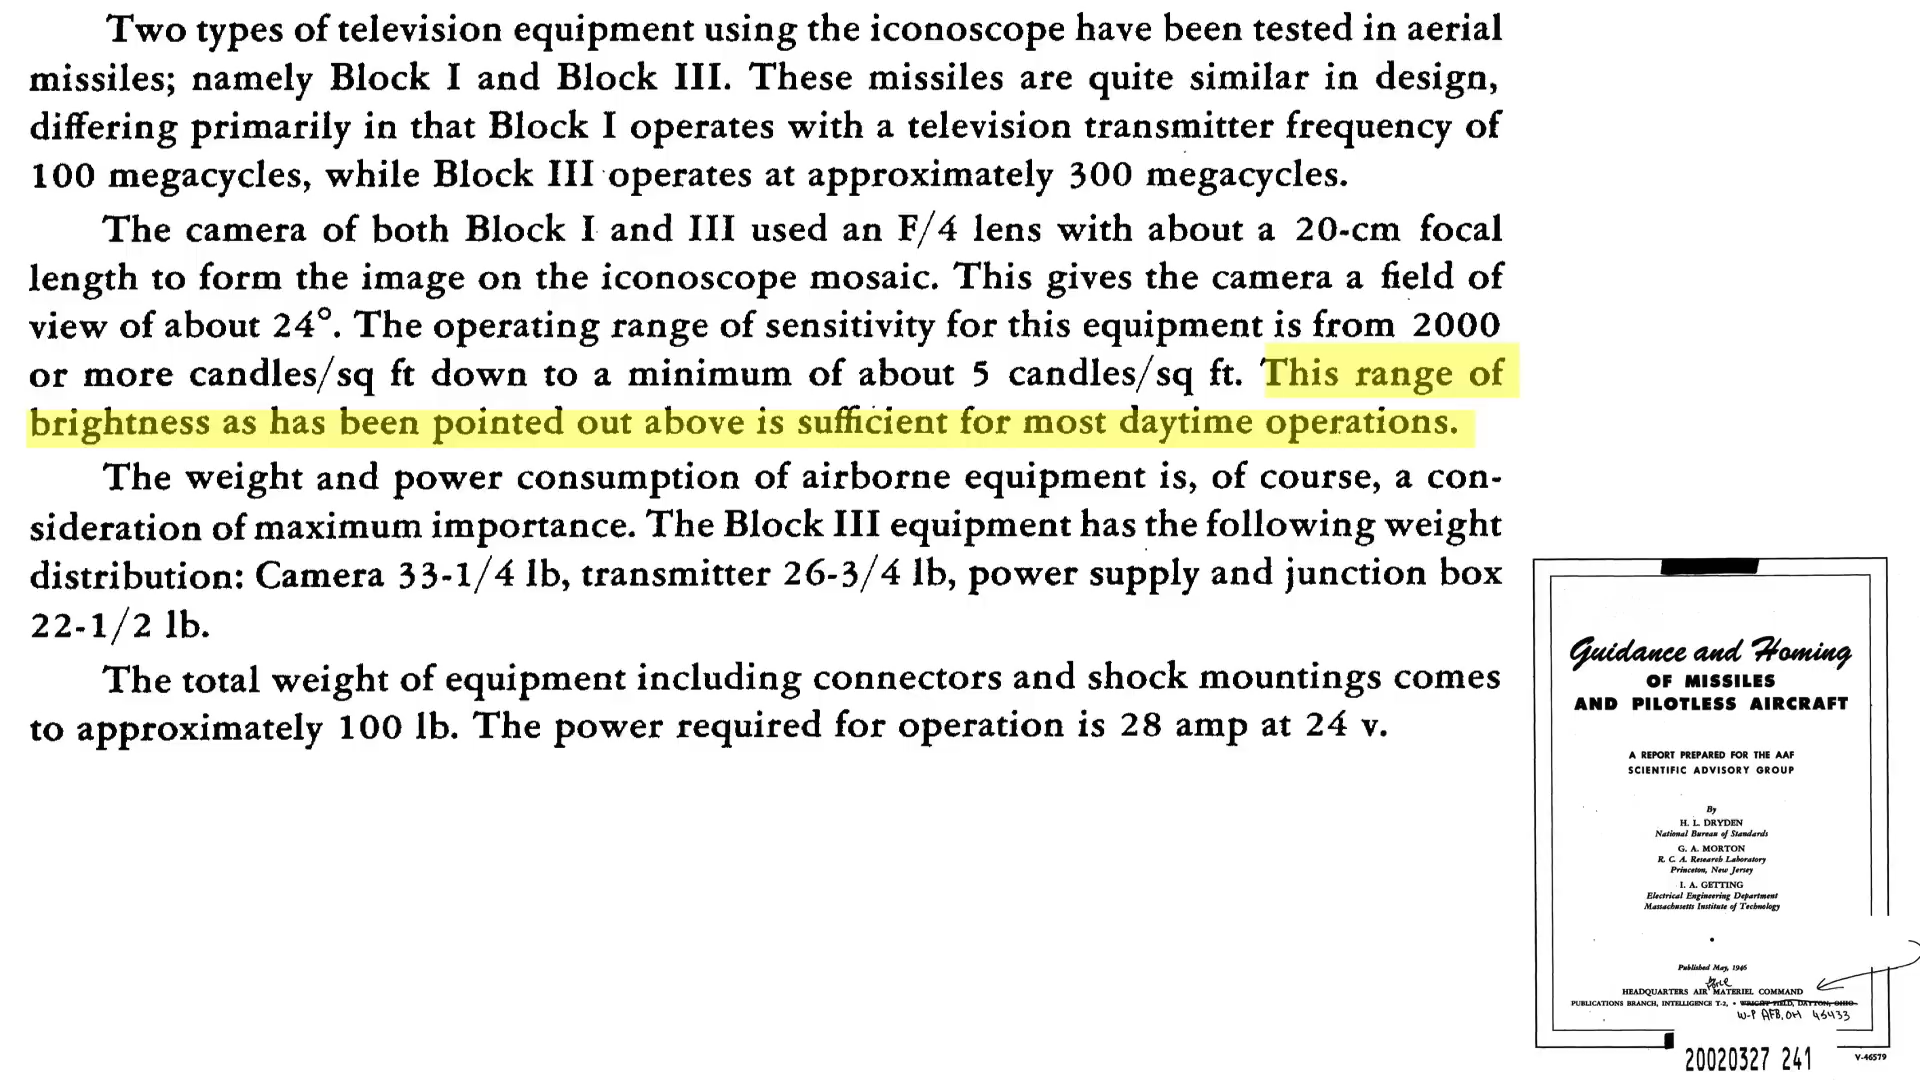 Two types of television equipment using the iconoscope have been tested in aerial
missiles; namely Block I and Block III. These missiles are quite similar in design,
differing primarily in that Block I operates with a television transmitter frequency of
100 megacycles, while Block III operates at approximately 300 megacycles.
The camera of both Block I and III used an F/4 lens with about a 20-cm focal
length to form the image on the iconoscope mosaic. This gives the camera a field of
view of about 24°. The operating range of sensitivity for this equipment is from 2000
or more candles/sq ft down to a minimum of about 5 candles/sq ft. This range of
brightness as has been pointed out above is sufficient for most daytime operations.
The weight and power consumption of airborne equipment is, of course, a con-
sideration of maximum importance. The Block III equipment has the following weight
distribution: Camera 33-1/4 lb, transmitter 26-3/4 lb, power supply and junction box
22-1/2 lb.
The total weight of equipment including connectors and shock mountings comes
to approximately 100 lb. The power required for operation is 28 amp at 24 v.
Guidance and Homing
OF MISSILES
AND PILOTLESS AIRCRAFT
A REPORT PREPARED FOR THE AAF
SCIENTIFIC ADVISORY GROUP
By
H. L. DRYDEN
National Bureau of Standards
G. A. MORTON
R. C. A. Research Laboratory
Princeton, New Jersey
I. A. GETTING
Electrical Engineering Department
Massachusetts Institute of Technology
Published May, 1946
Force
HEADQUARTERS AIR MATERIEL COMMAND
PUBLICATIONS BRANCH, INTELLIGENCE T-2, • WRIGHT FIELD, DAYTON, OHIO
W-P AFB, OH 45433
20020327 241
V-46579